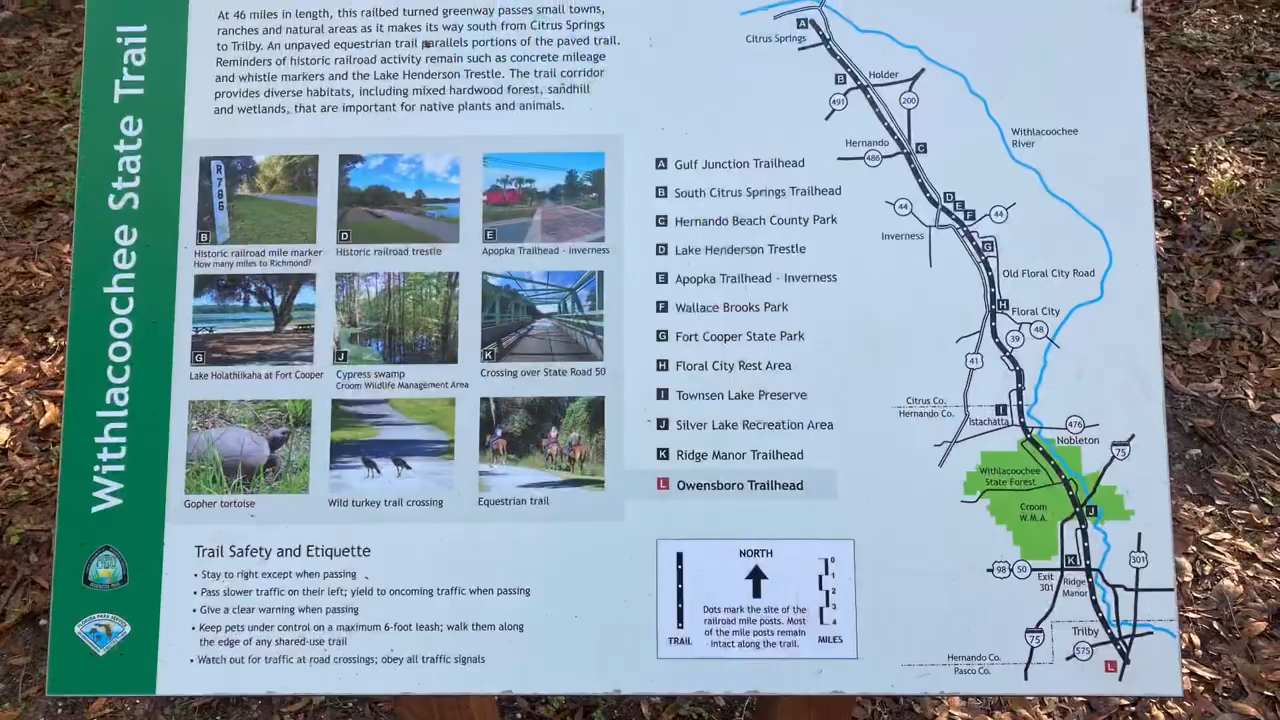 Withlacoochee State Trail
At 46 miles in length, this railbed turned greenway passes small towns,
ranches and natural areas as it makes its way south from Citrus Springs
to Trilby. An unpaved equestrian trail parallels portions of the paved trail.
Reminders of historic railroad activity remain such as concrete mileage
and whistle markers and the Lake Henderson Trestle. The trail corridor
provides diverse habitats, including mixed hardwood forest, sandhill
and wetlands, that are important for native plants and animals.
R
786
B
Historic railroad mile marker
How many miles to Richmond?
D
Historic railroad trestle
E
Apopka Trailhead - Inverness
G
Lake Holathlikaha at Fort Cooper
J
Cypress swamp
Croom Wildlife Management Area
K
Crossing over State Road 50
Gopher tortoise
Wild turkey trail crossing
Equestrian trail
Trail Safety and Etiquette
• Stay to right except when passing
• Pass slower traffic on their left; yield to oncoming traffic when passing
• Give a clear warning when passing
• Keep pets under control on a maximum 6-foot leash; walk them along
the edge of any shared-use trail
• Watch out for traffic at road crossings; obey all traffic signals
A Gulf Junction Trailhead
B South Citrus Springs Trailhead
C Hernando Beach County Park
D Lake Henderson Trestle
E Apopka Trailhead - Inverness
F Wallace Brooks Park
G Fort Cooper State Park
H Floral City Rest Area
I Townsen Lake Preserve
J Silver Lake Recreation Area
K Ridge Manor Trailhead
L Owensboro Trailhead
TRAIL
NORTH
Dots mark the site of the
railroad mile posts. Most
of the mile posts remain
intact along the trail.
0
1
2
3
4
MILES
A
Citrus Springs
B
Holder
491
200
Withlacoochee
River
Hernando
486
C
D
E
F
44
44
Inverness
G
Old Floral City Road
H
Floral City
48
39
41
Citrus Co.
Hernando Co.
I
Istachatta
476
Nobleton
75
Withlacoochee
State Forest
Croom
W.M.A.
J
K
301
98
50
Exit
301
Ridge
Manor
75
Trilby
575
Hernando Co.
Pasco Co.
L